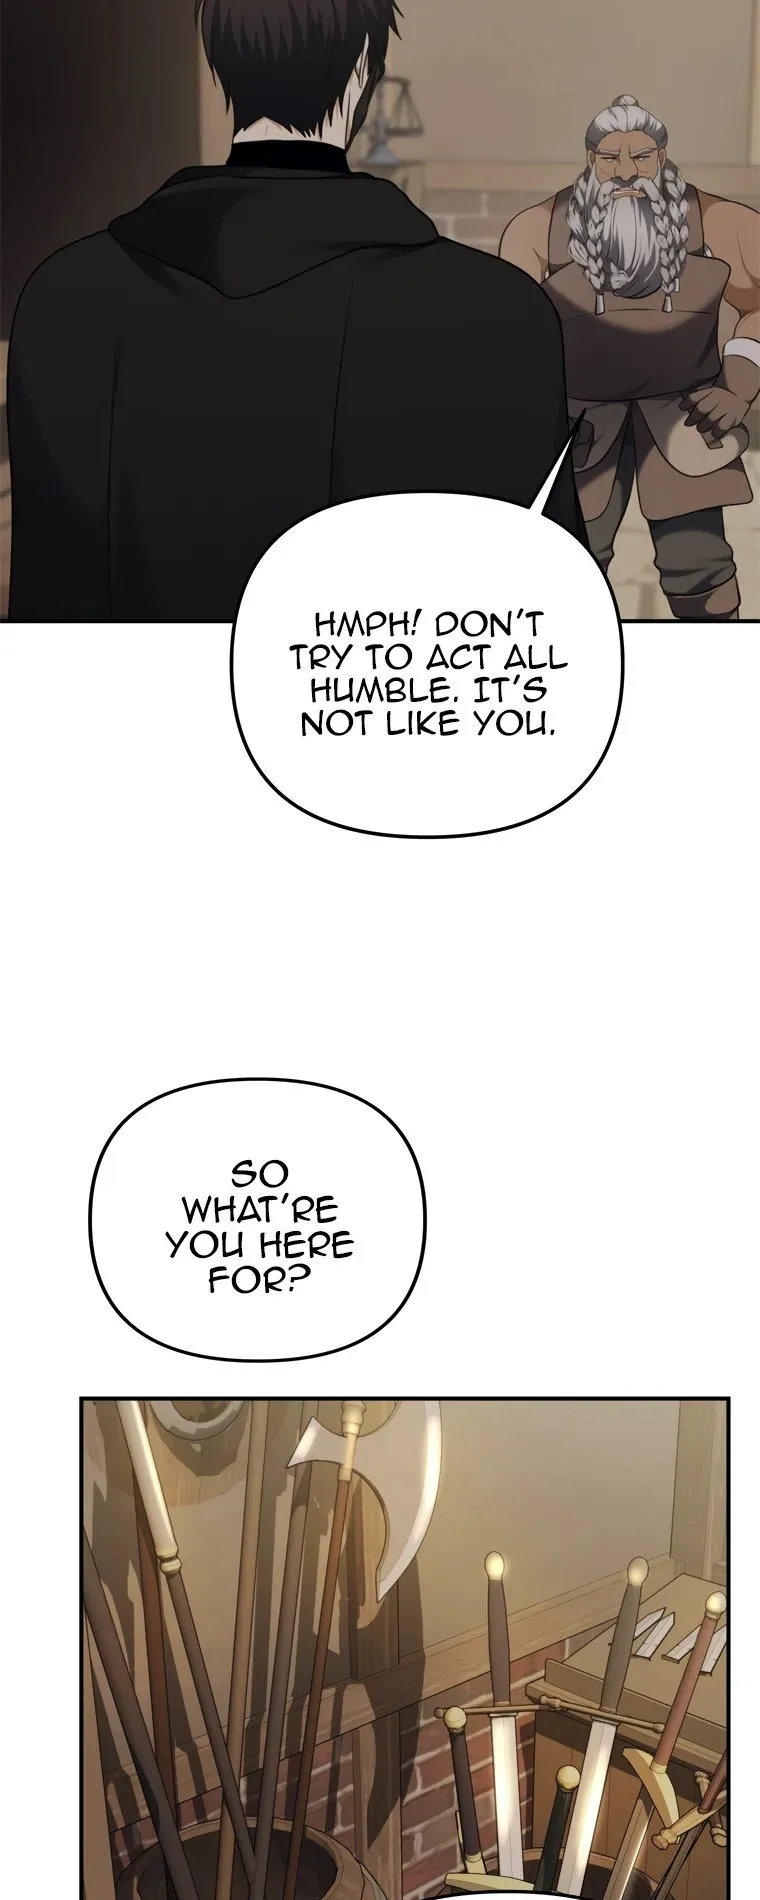 HMPH! DON'T
TRY TO ACT ALL
HUMBLE. IT'S
NOT LIKE YOU.
SO
WHAT'RE
YOU HERE
FOR?